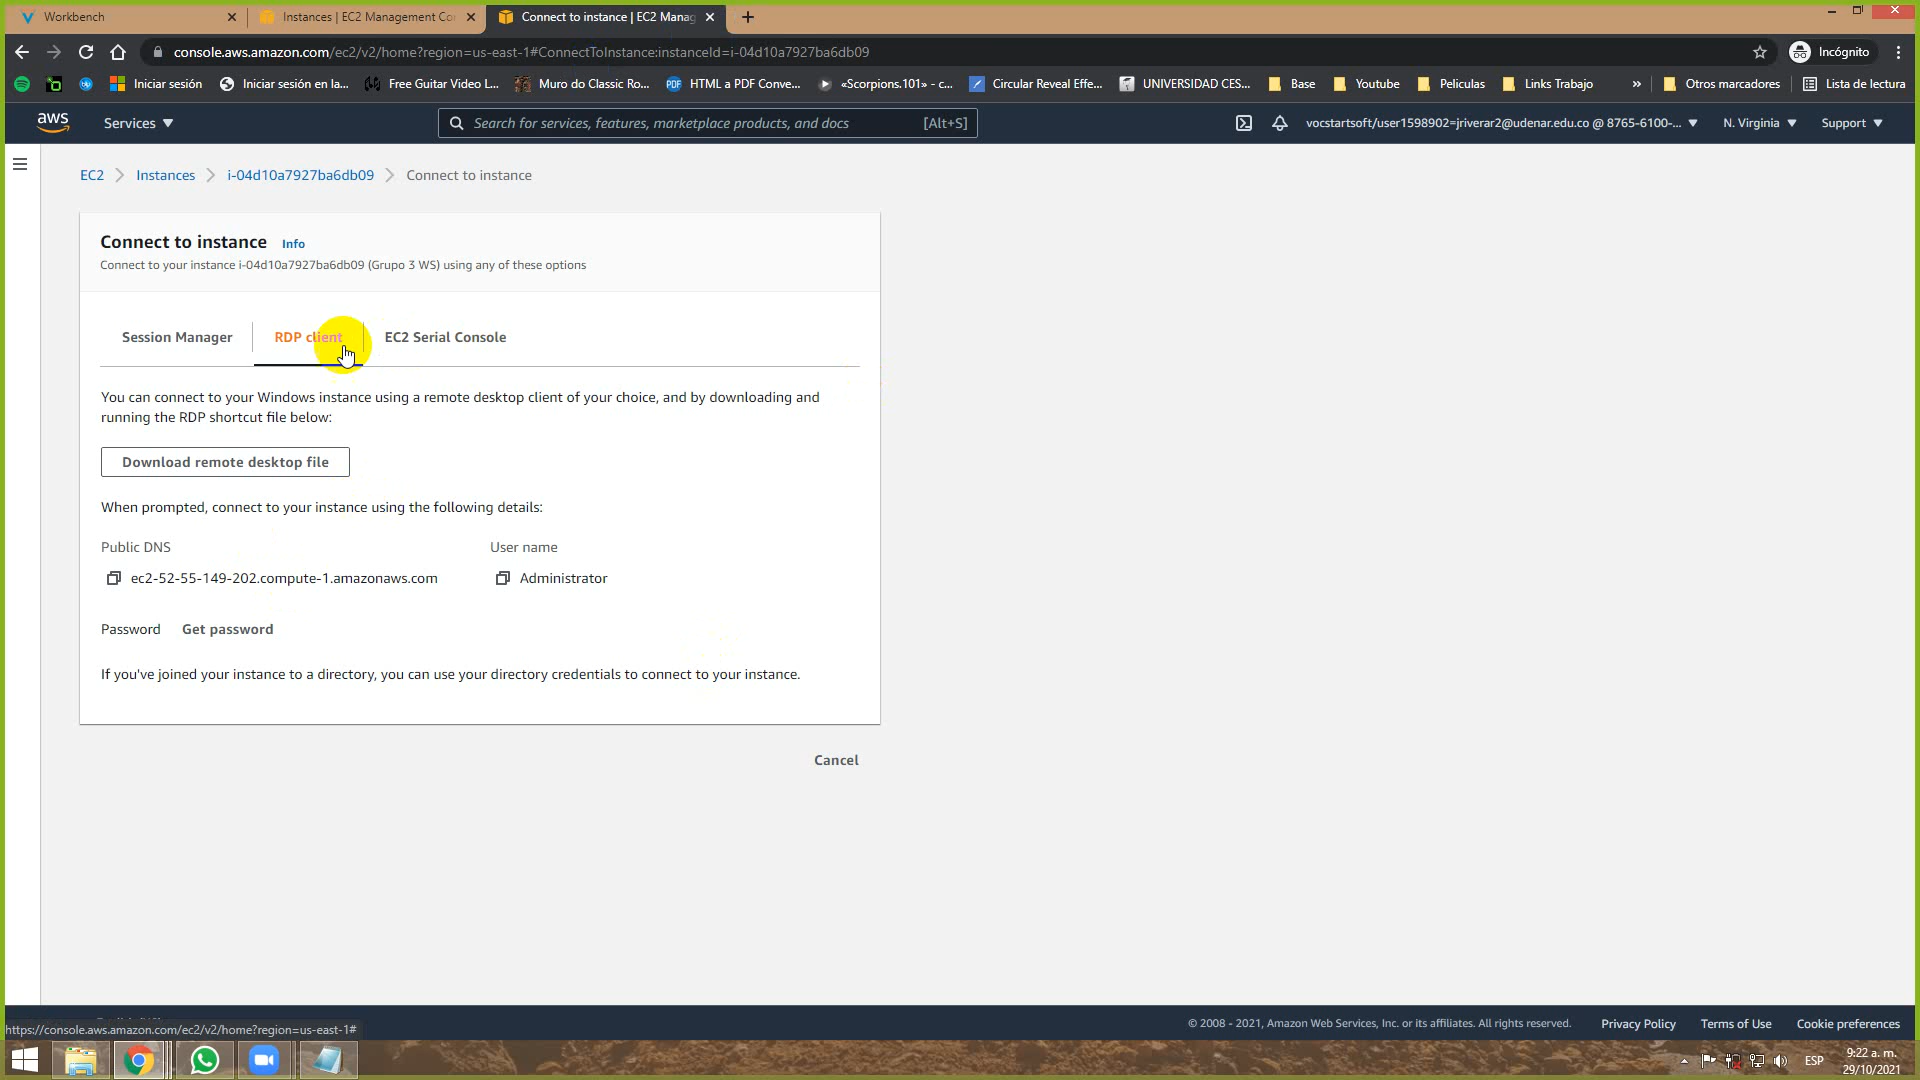 Workbench
Instances | EC2 Management Co
Connect to instance | EC2 Manag
console.aws.amazon.com/ec2/v2/home?region=us-east-1#ConnectToInstance:instanceId=i-04d10a7927ba6db09
Incógnito
Iniciar sesión
Iniciar sesión en la...
Free Guitar Video L...
Muro do Classic Ro...
PDF
HTML a PDF Conve...
«Scorpions.101» - c...
Circular Reveal Effe...
UNIVERSIDAD CES...
Base
Youtube
Peliculas
Links Trabajo
»
Otros marcadores
Lista de lectura
aws
Services
Search for services, features, marketplace products, and docs
[Alt+S]
vocstartsoft/user1598902=jriverar2@udenar.edu.co @ 8765-6100-...
N. Virginia
Support
EC2
Instances
i-04d10a7927ba6db09
Connect to instance
Connect to instance
Info
Connect to your instance i-04d10a7927ba6db09 (Grupo 3 WS) using any of these options
Session Manager
RDP client
EC2 Serial Console
You can connect to your Windows instance using a remote desktop client of your choice, and by downloading and
running the RDP shortcut file below:
Download remote desktop file
When prompted, connect to your instance using the following details:
Public DNS
User name
ec2-52-55-149-202.compute-1.amazonaws.com
Administrator
Password
Get password
If you've joined your instance to a directory, you can use your directory credentials to connect to your instance.
Cancel
https://console.aws.amazon.com/ec2/v2/home?region=us-east-1#
© 2008 - 2021, Amazon Web Services, Inc. or its affiliates. All rights reserved.
Privacy Policy
Terms of Use
Cookie preferences
ESP
9:22 a. m.
29/10/2021